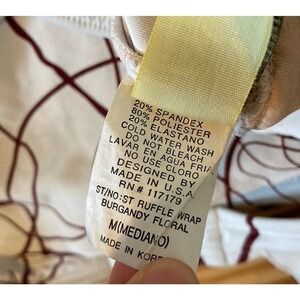 20% SPANDEX
80% POLIESTER
20% ELASTANO
COLD WATER WASH
DO NOT BLEACH
LAVAR EN AGUA FRIA
NO USE CLORO
DESIGNED BY
MADE IN U.S.A.
RN # 117179
ST/NO:ST RUFFLE WRAP
BURGANDY FLORAL
M(MEDIANO)
MADE IN KOREA